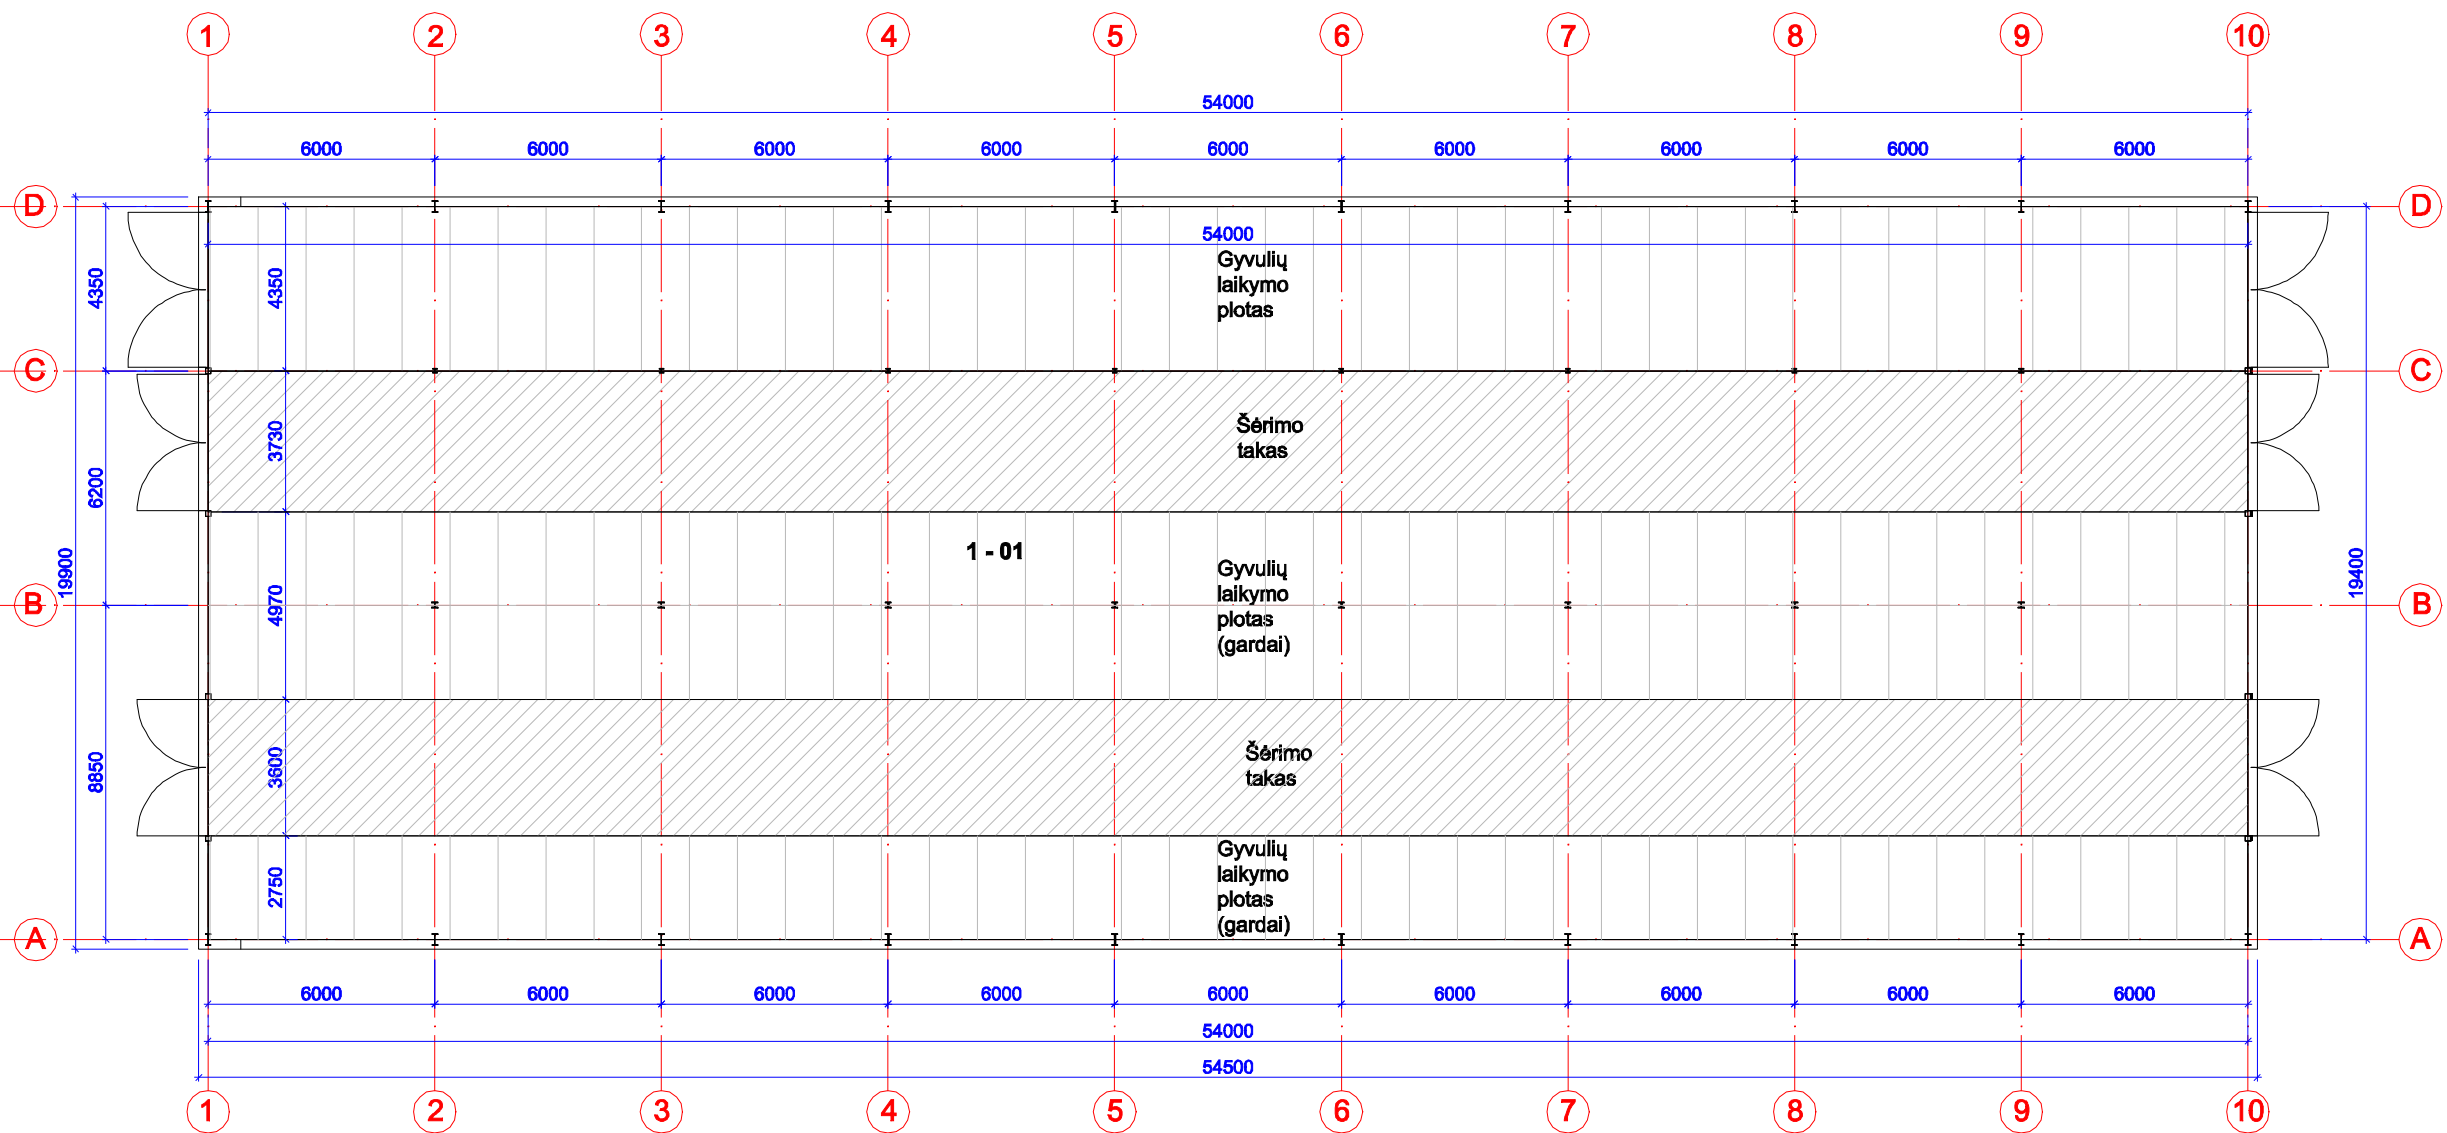 1 2 3 4 5 6 7 8 9 10
54000
6000 6000 6000 6000 6000 6000 6000 6000 6000
D D
54000
4350 4350
Gyvulių
laikymo
plotas
C C
3730
Šėrimo
takas
6200
19900
1 - 01
4970
Gyvulių
laikymo
plotas
(gardai)
19400
B B
8850
3600
Šėrimo
takas
2750
Gyvulių
laikymo
plotas
(gardai)
A A
6000 6000 6000 6000 6000 6000 6000 6000 6000
54000
54500
1 2 3 4 5 6 7 8 9 10